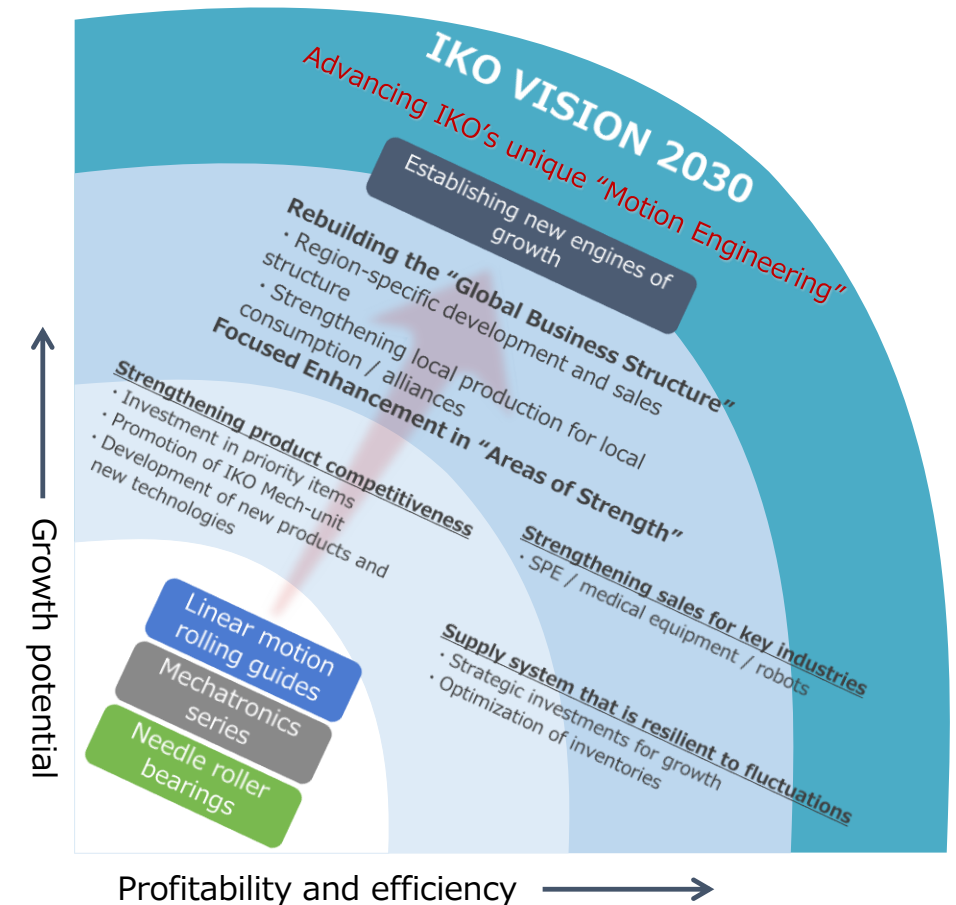 IKO VISION 2030
Advancing IKO's unique “Motion Engineering”
Establishing new engines of
growth
Rebuilding the “Global Business Structure”
・Region-specific development and sales
structure
・Strengthening local production for local
consumption / alliances
Focused Enhancement in “Areas of Strength”
Strengthening product competitiveness
・Investment in priority items
・Promotion of IKO Mech-unit
・Development of new products and
new technologies
Strengthening sales for key industries
・SPE / medical equipment / robots
Supply system that is resilient to fluctuations
・Strategic investments for growth
・Optimization of inventories
Linear motion
rolling guides
Mechatronics
series
Needle roller
bearings
Growth potential
Profitability and efficiency